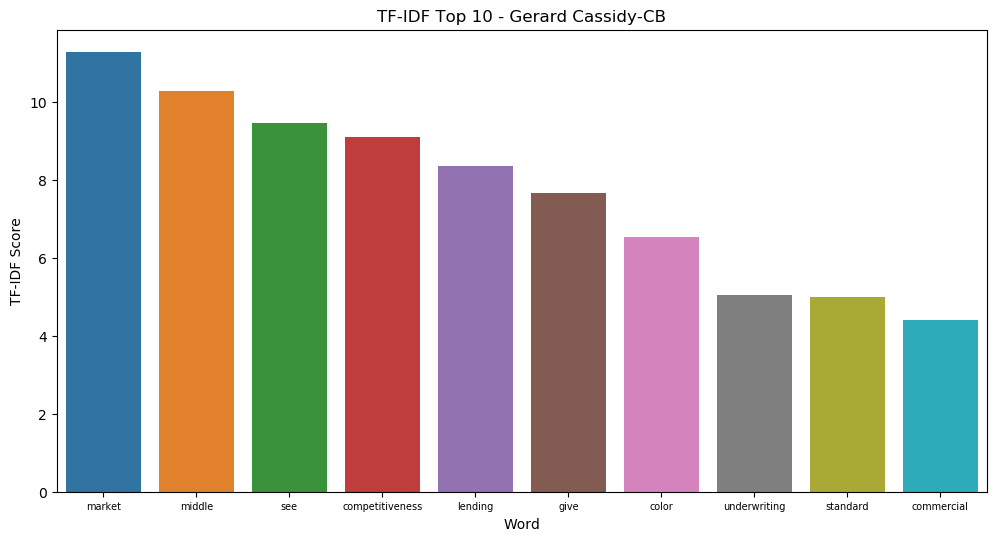 TF-IDF Top 10 - Gerard Cassidy-CB
TF-IDF Score
10
8
6
4
2
0
market middle see competitiveness lending give color underwriting standard commercial
Word